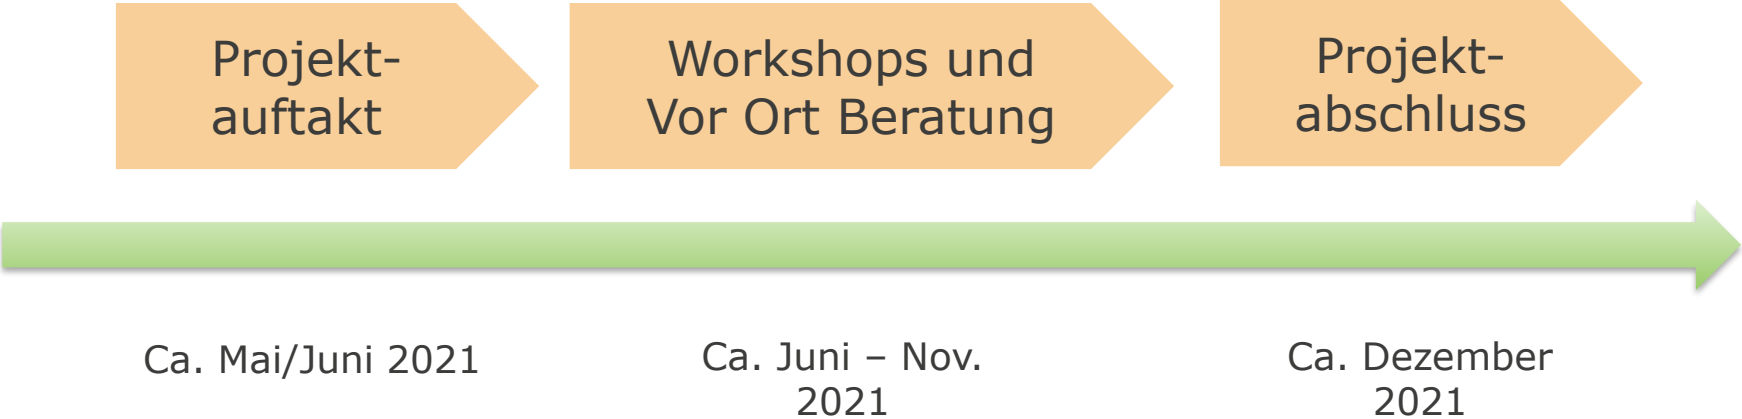 Projekt-
auftakt
Workshops und
Vor Ort Beratung
Projekt-
abschluss
Ca. Mai/Juni 2021
Ca. Juni – Nov.
2021
Ca. Dezember
2021